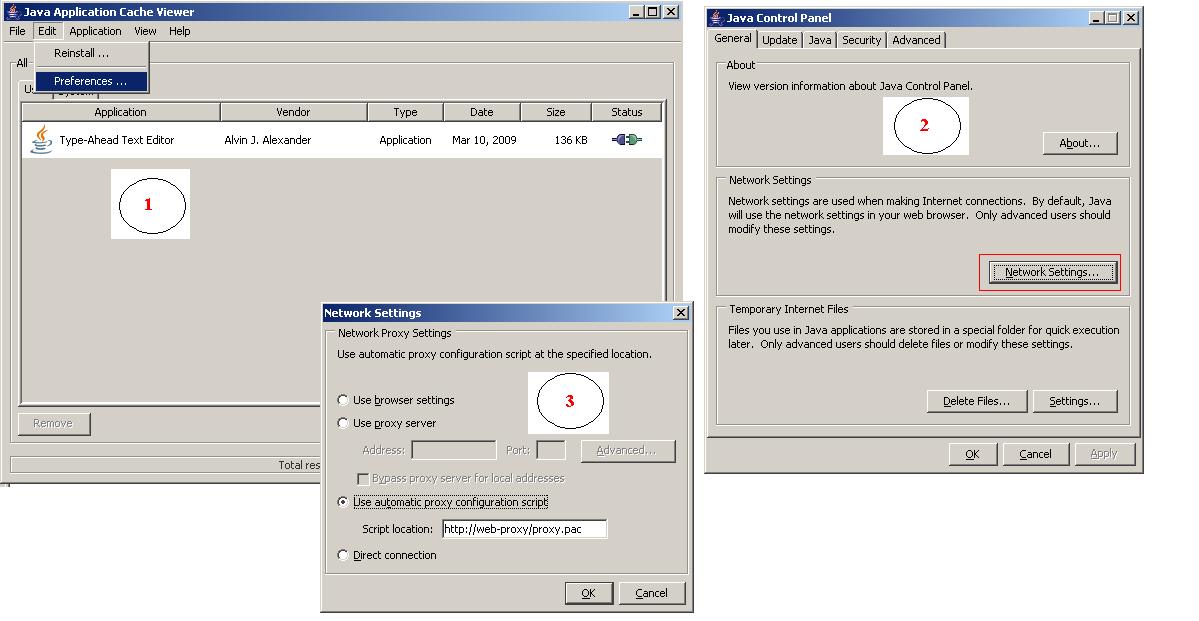 Java Application Cache Viewer
File Edit Application View Help
Reinstall ...
All
Preferences ...
Application Vendor Type Date Size Status
Type-Ahead Text Editor Alvin J. Alexander Application Mar 10, 2009 136 KB
1
Remove
Total res
Java Control Panel
General Update Java Security Advanced
About
View version information about Java Control Panel.
2
About...
Network Settings
Network settings are used when making Internet connections. By default, Java
will use the network settings in your web browser. Only advanced users should
modify these settings.
Network Settings...
Temporary Internet Files
Files you use in Java applications are stored in a special folder for quick execution
later. Only advanced users should delete files or modify these settings.
Delete Files... Settings...
OK Cancel Apply
Network Settings
Network Proxy Settings
Use automatic proxy configuration script at the specified location.
3
Use browser settings
Use proxy server
Address: Port: Advanced...
Bypass proxy server for local addresses
Use automatic proxy configuration script
Script location: http://web-proxy/proxy.pac
Direct connection
OK Cancel